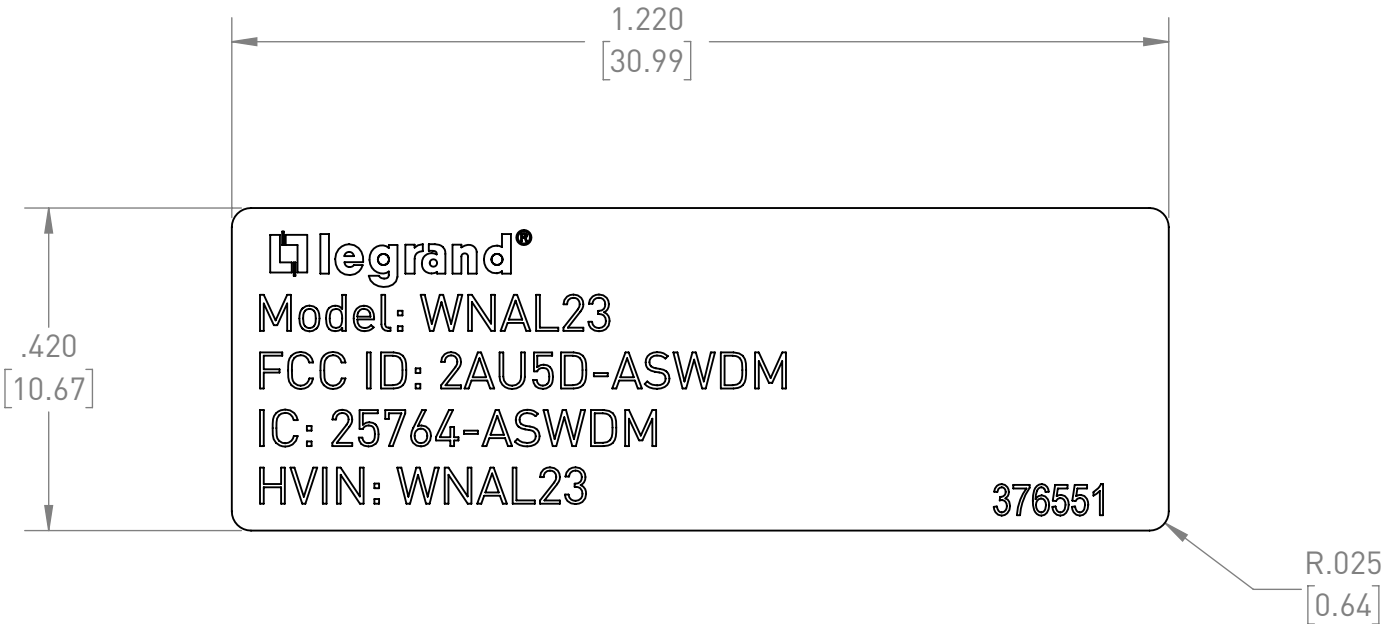 1.220
[30.99]
legrand®
Model: WNAL23
FCC ID: 2AU5D-ASWDM
.420
[10.67]
IC: 25764-ASWDM
HVIN: WNAL23
376551
R.025
[0.64]